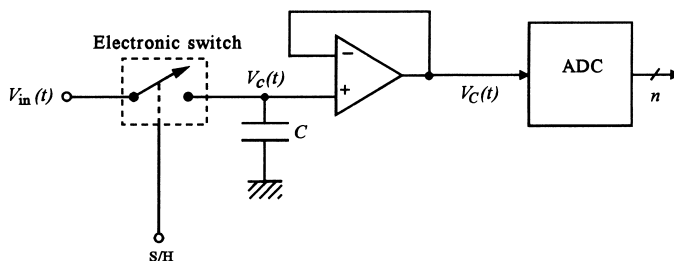 Electronic switch
V_in(t)
V_c(t)
−
+
C
V_C(t)
ADC
n
S/H